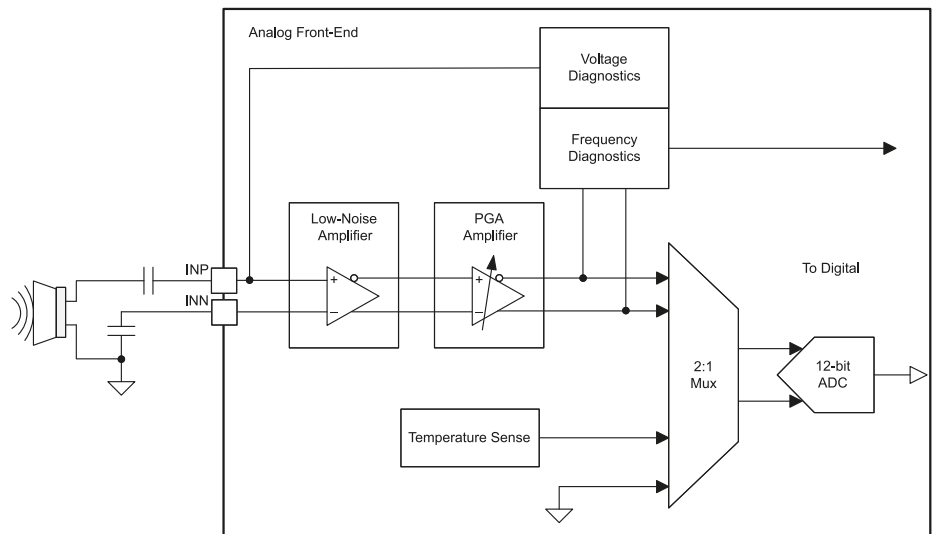 Analog Front-End
Voltage
Diagnostics
Frequency
Diagnostics
Low-Noise
Amplifier
PGA
Amplifier
INP
INN
+
−
+
−
To Digital
2:1
Mux
12-bit
ADC
Temperature Sense